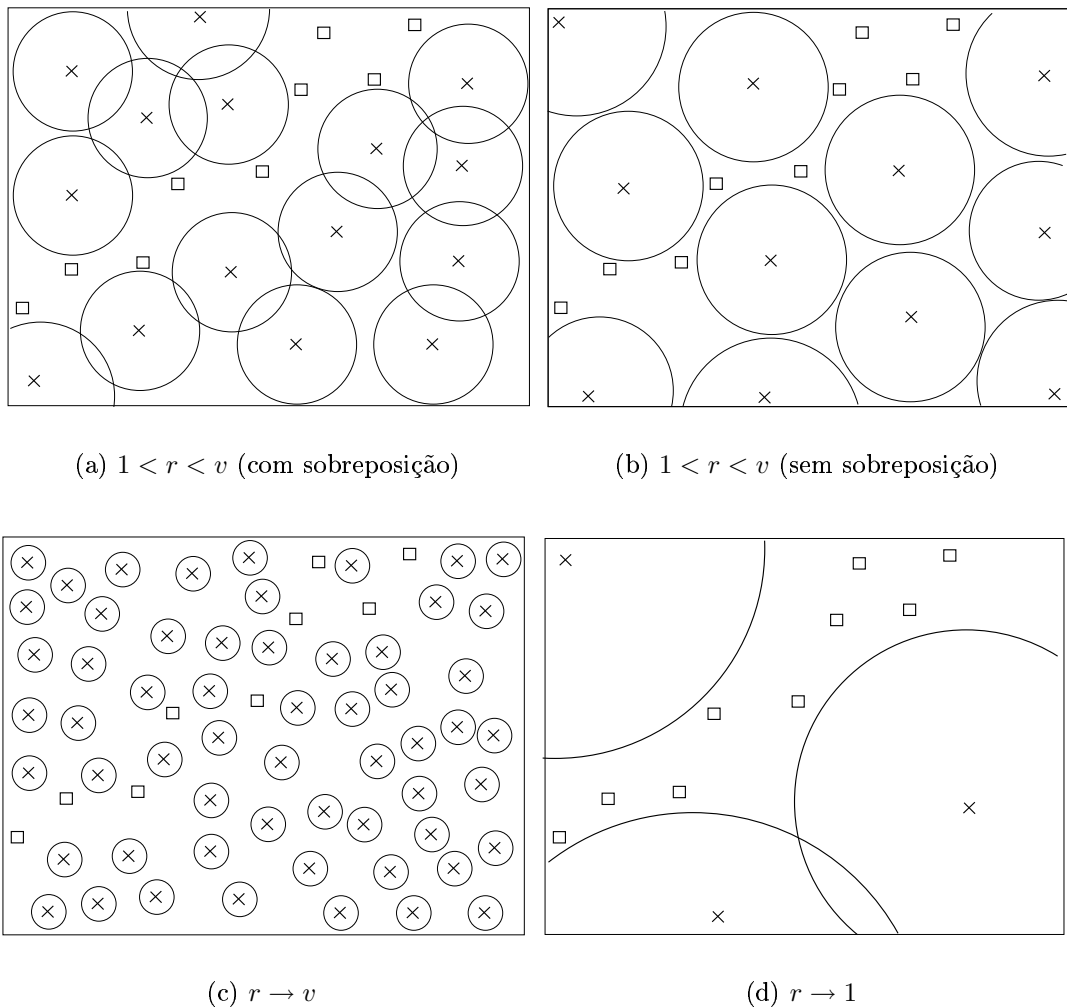 (a) 1 < r < v (com sobreposição)
(b) 1 < r < v (sem sobreposição)
(c) r → v
(d) r → 1